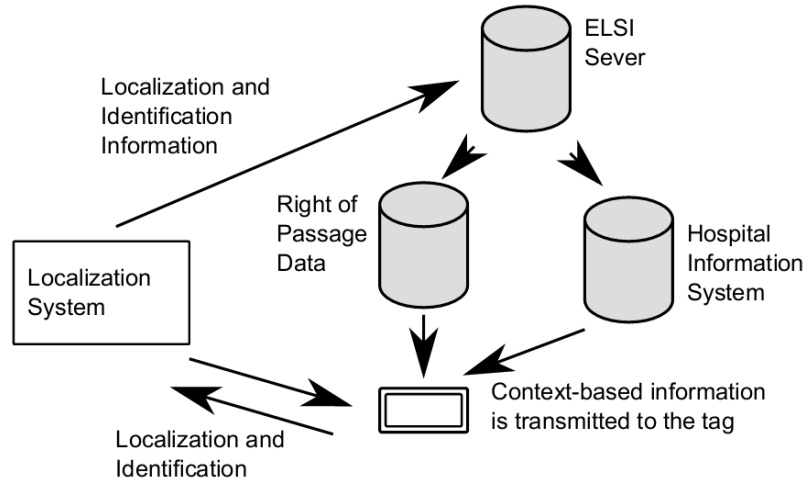 ELSI
Sever
Localization and
Identification
Information
Right of
Passage
Data
Hospital
Information
System
Localization
System
Context-based information
is transmitted to the tag
Localization and
Identification